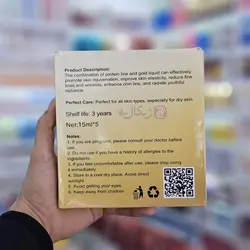 Product Description:
The combination of protein line and gold liquid can effectively
promote skin rejuvenation, improve skin elasticity, reduce fine
lines and wrinkles, enhance skin tone, and radiate youthful
radiance.
Perfect Care: Perfect for all skin types, especially for dry skin.
Shelf life: 3 years
Net:15ml*5
Notes:
1. If you are pregnant, please consult your doctor before
use.
2. Do not use if you have a history of allergies to the
ingredients.
3. If you feel uncomfortable after use, please stop using
it immediately.
4. Store in a cool dry place. Avoid direct
sunlight.
5. Avoid getting your eyes.
6. Keep away from children